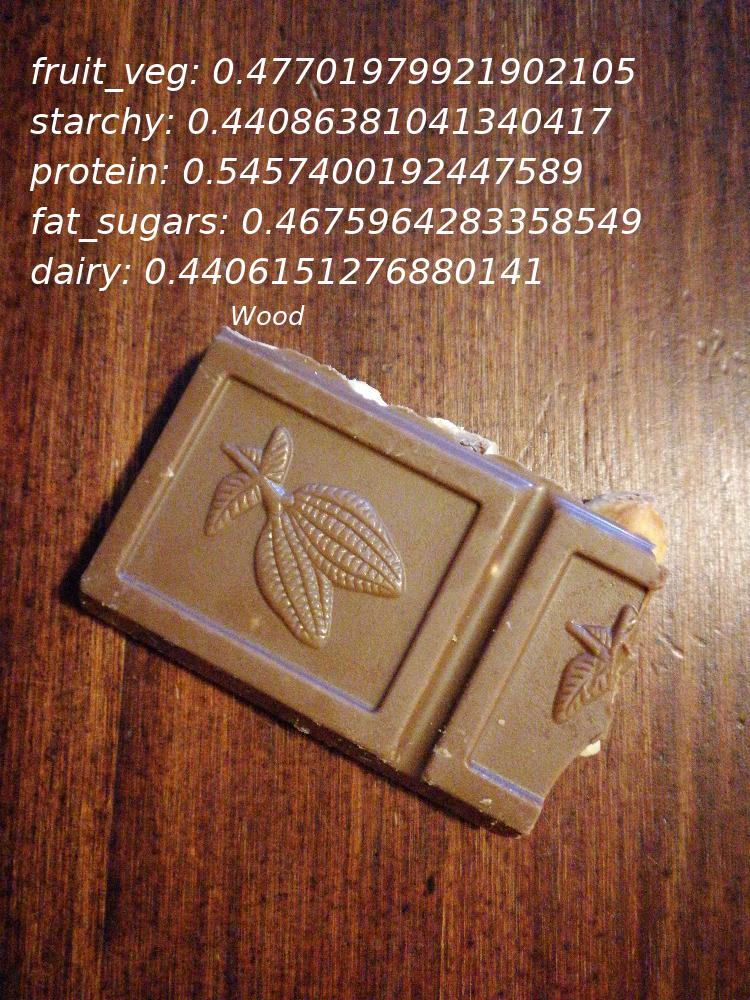 fruit_veg: 0.47701979921902105
starchy: 0.44086381041340417
protein: 0.5457400192447589
fat_sugars: 0.4675964283358549
dairy: 0.4406151276880141
Wood